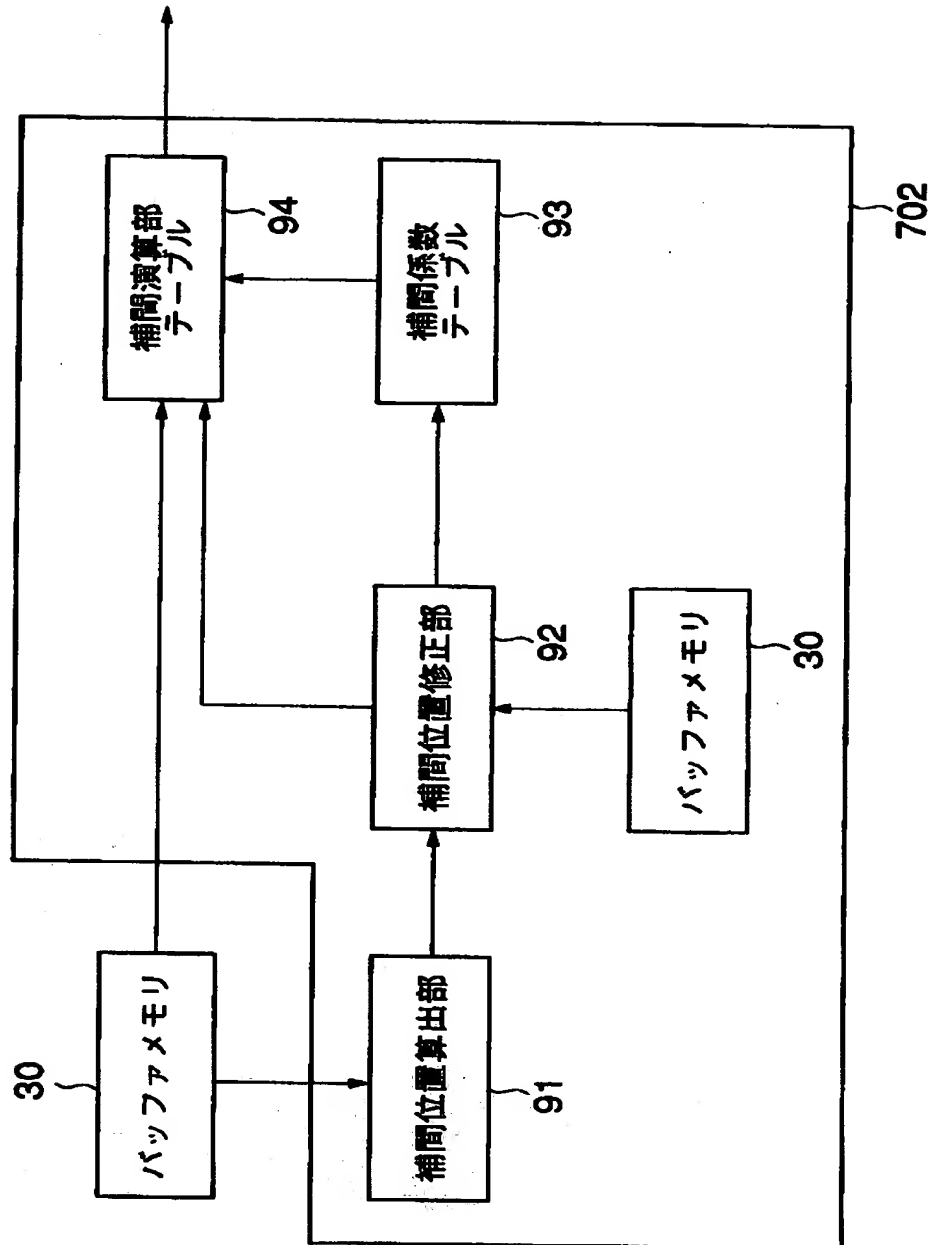 30
バッファメモリ
補間演算部
テーブル
94
補間位置算出部
91
補間位置修正部
92
補間係数
テーブル
93
バッファメモリ
30
702